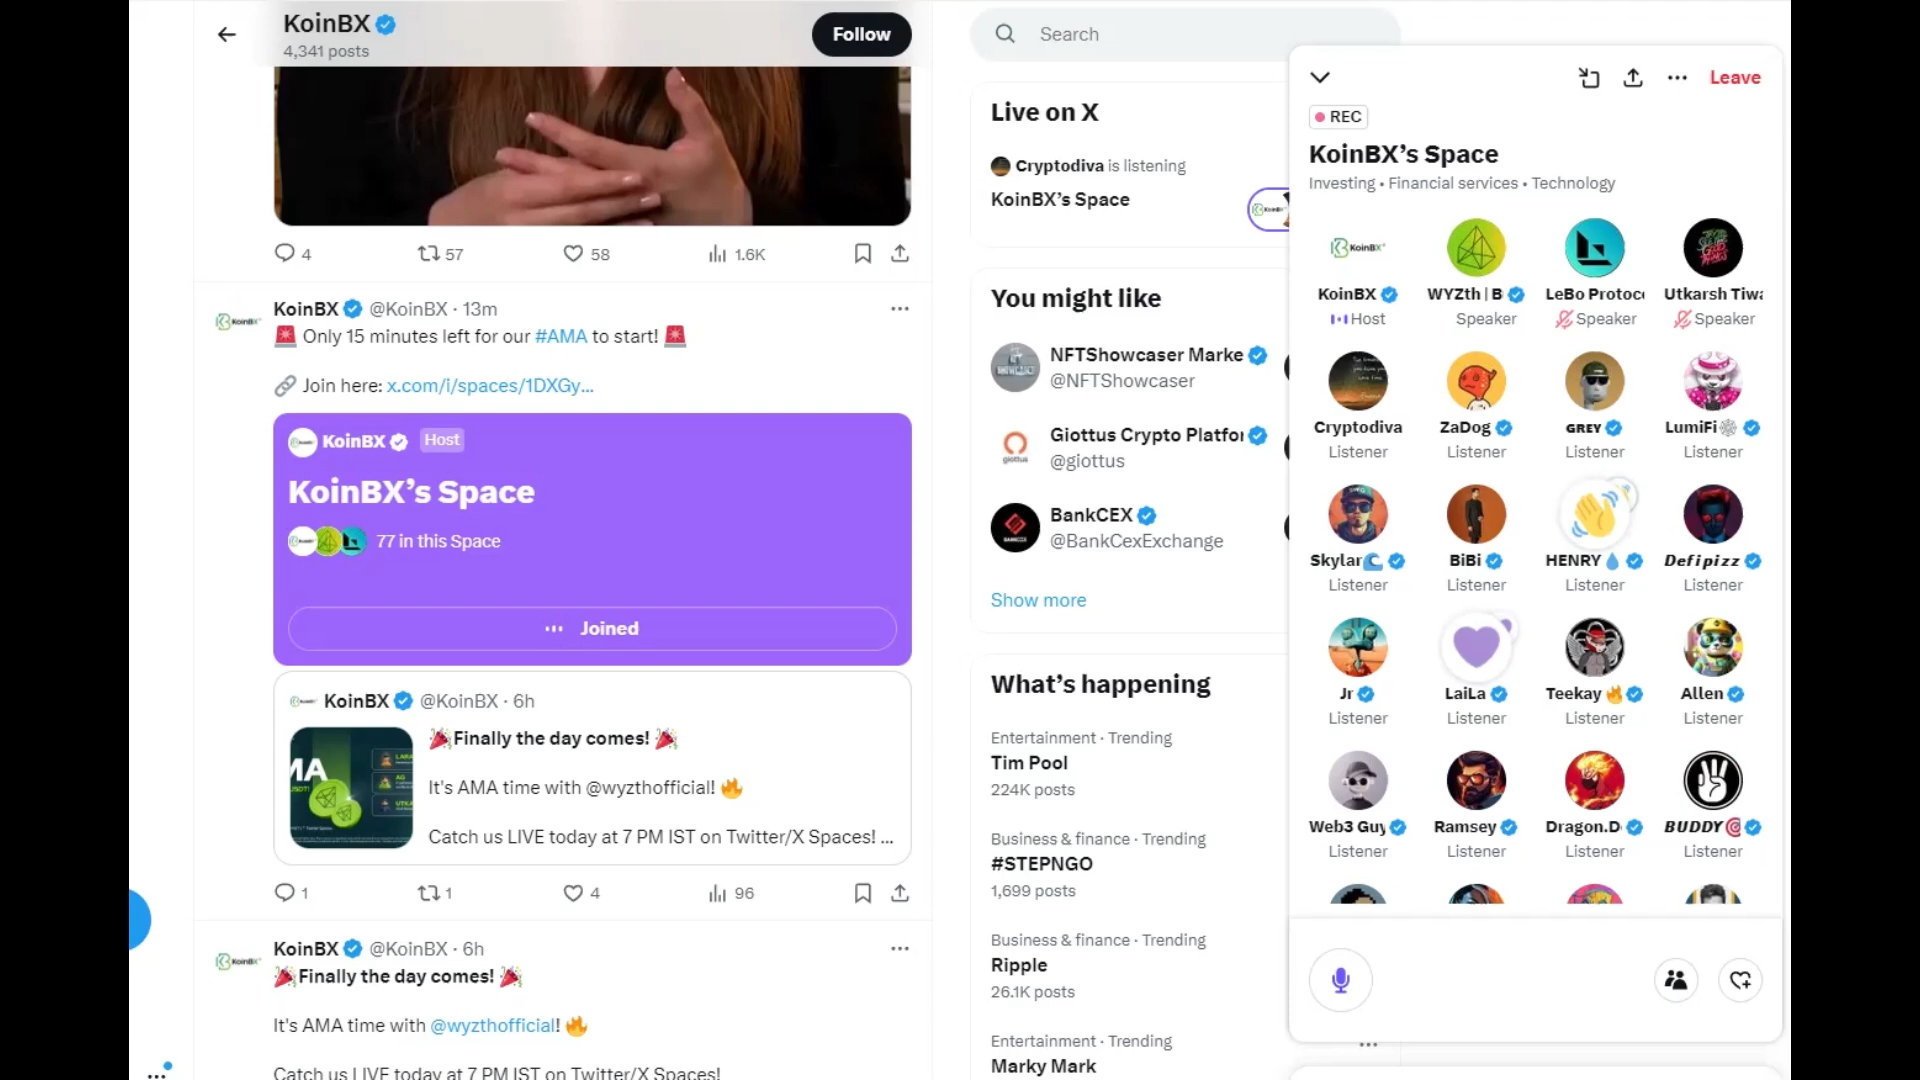 KoinBX
4,341 posts
Follow
4
57
58
1.6K
KoinBX @KoinBX · 13m
🚨 Only 15 minutes left for our #AMA to start! 🚨
🔗 Join here: x.com/i/spaces/1DXGy...
KoinBX Host
KoinBX’s Space
77 in this Space
··· Joined
KoinBX @KoinBX · 6h
🎉Finally the day comes! 🎉
It's AMA time with @wyzthofficial! 🔥
Catch us LIVE today at 7 PM IST on Twitter/X Spaces! ...
1
1
4
96
KoinBX @KoinBX · 6h
🎉Finally the day comes! 🎉
It's AMA time with @wyzthofficial! 🔥
Catch us LIVE today at 7 PM IST on Twitter/X Spaces!
Search
Live on X
Cryptodiva is listening
KoinBX’s Space
You might like
NFTShowcaser Marke
@NFTShowcaser
Giottus Crypto Platfor
@giottus
BankCEX
@BankCexExchange
Show more
What’s happening
Entertainment · Trending
Tim Pool
224K posts
Business & finance · Trending
#STEPNGO
1,699 posts
Business & finance · Trending
Ripple
26.1K posts
Entertainment · Trending
Marky Mark
Leave
REC
KoinBX’s Space
Investing • Financial services • Technology
KoinBX WYZth | B LeBo Protoco Utkarsh Tiwa
Host Speaker Speaker Speaker
Cryptodiva ZaDog GREY LumiFi🕸
Listener Listener Listener Listener
Skylar🌊 BiBi HENRY💧 Defipizz
Listener Listener Listener Listener
Jr LaiLa Teekay🔥 Allen
Listener Listener Listener Listener
Web3 Guy Ramsey Dragon.D BUDDY🎯
Listener Listener Listener Listener